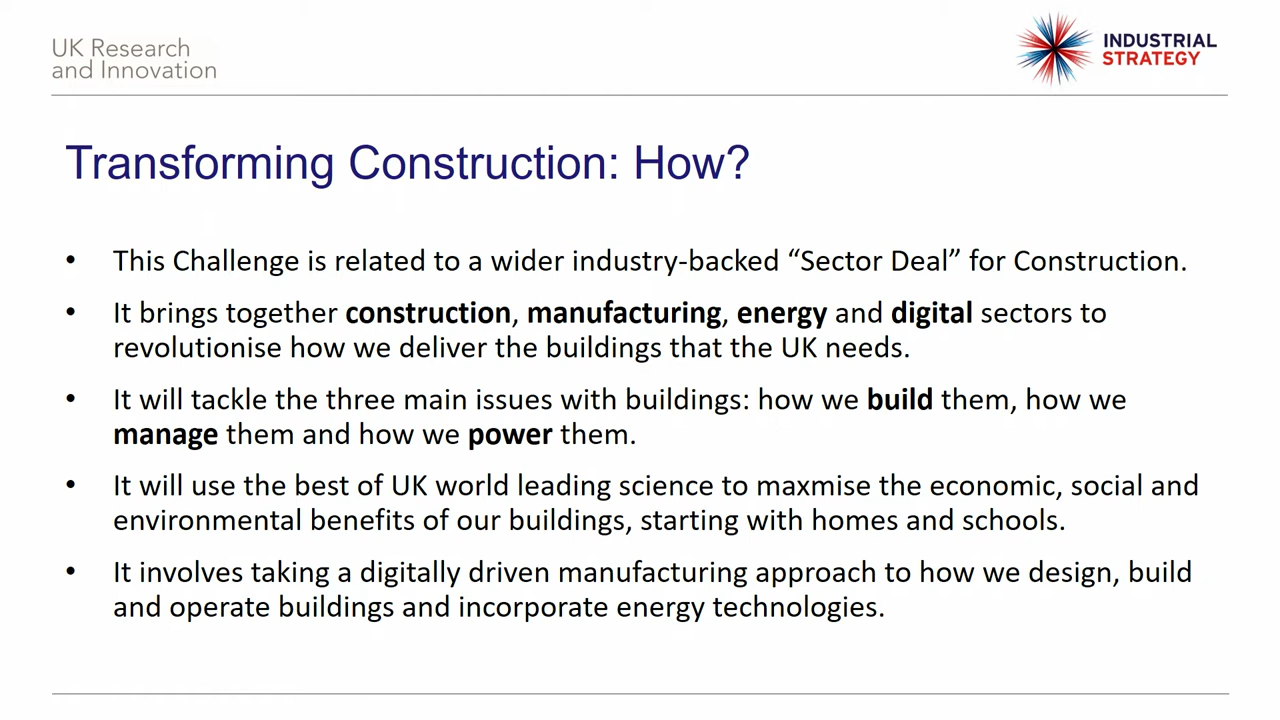 UK Research
and Innovation
INDUSTRIAL
STRATEGY
Transforming Construction: How?
• This Challenge is related to a wider industry-backed “Sector Deal” for Construction.
• It brings together construction, manufacturing, energy and digital sectors to
revolutionise how we deliver the buildings that the UK needs.
• It will tackle the three main issues with buildings: how we build them, how we
manage them and how we power them.
• It will use the best of UK world leading science to maxmise the economic, social and
environmental benefits of our buildings, starting with homes and schools.
• It involves taking a digitally driven manufacturing approach to how we design, build
and operate buildings and incorporate energy technologies.